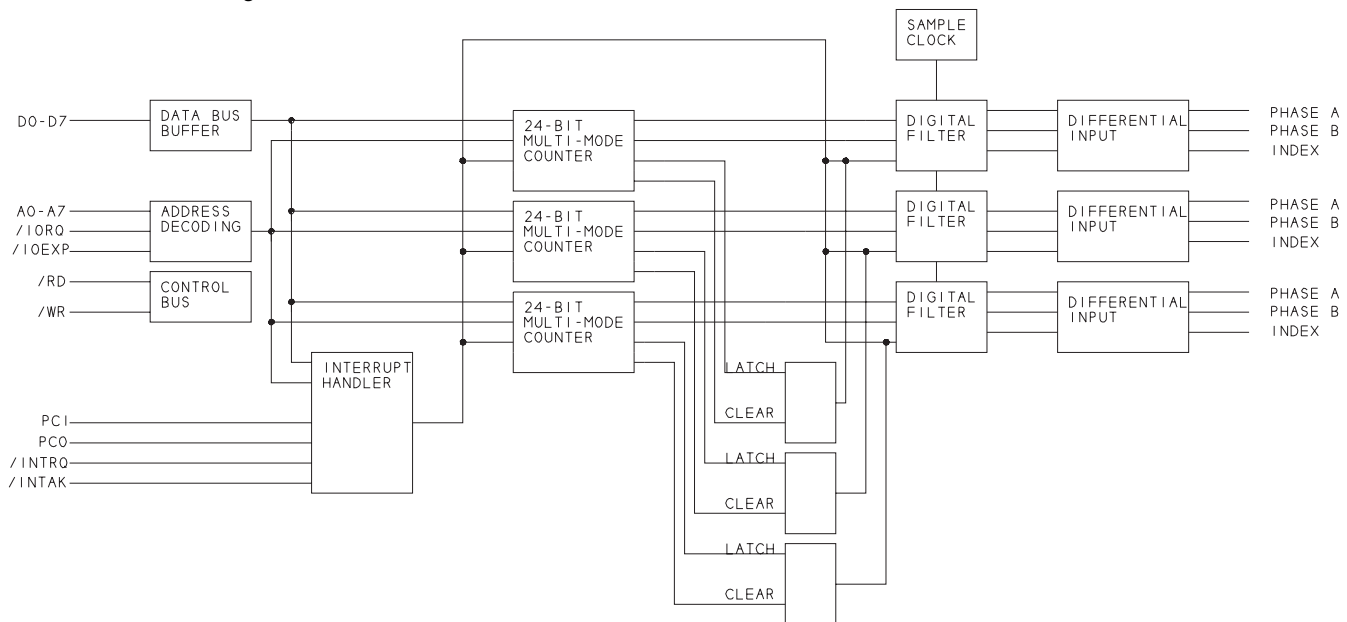 SAMPLE
CLOCK
D0-D7
DATA BUS
BUFFER
24-BIT
MULTI-MODE
COUNTER
DIGITAL
FILTER
DIFFERENTIAL
INPUT
PHASE A
PHASE B
INDEX
A0-A7
/IORQ
/IOEXP
ADDRESS
DECODING
24-BIT
MULTI-MODE
COUNTER
DIGITAL
FILTER
DIFFERENTIAL
INPUT
PHASE A
PHASE B
INDEX
/RD
/WR
CONTROL
BUS
24-BIT
MULTI-MODE
COUNTER
DIGITAL
FILTER
DIFFERENTIAL
INPUT
PHASE A
PHASE B
INDEX
INTERRUPT
HANDLER
PCI
PCO
/INTRQ
/INTAK
LATCH
CLEAR
LATCH
CLEAR
LATCH
CLEAR